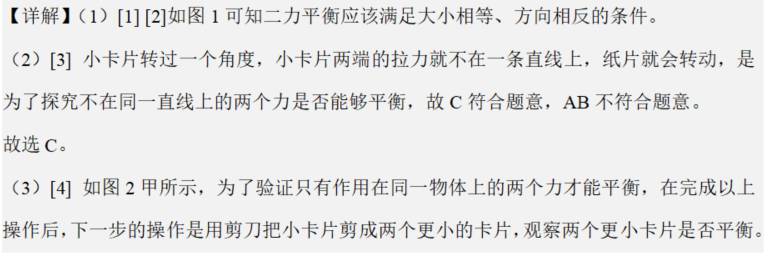 【详解】（1）[1] [2]如图 1 可知二力平衡应该满足大小相等、方向相反的条件。
（2）[3] 小卡片转过一个角度，小卡片两端的拉力就不在一条直线上，纸片就会转动，是
为了探究不在同一直线上的两个力是否能够平衡，故 C 符合题意，AB 不符合题意。
故选 C。
（3）[4] 如图 2 甲所示，为了验证只有作用在同一物体上的两个力才能平衡，在完成以上
操作后，下一步的操作是用剪刀把小卡片剪成两个更小的卡片，观察两个更小卡片是否平衡。